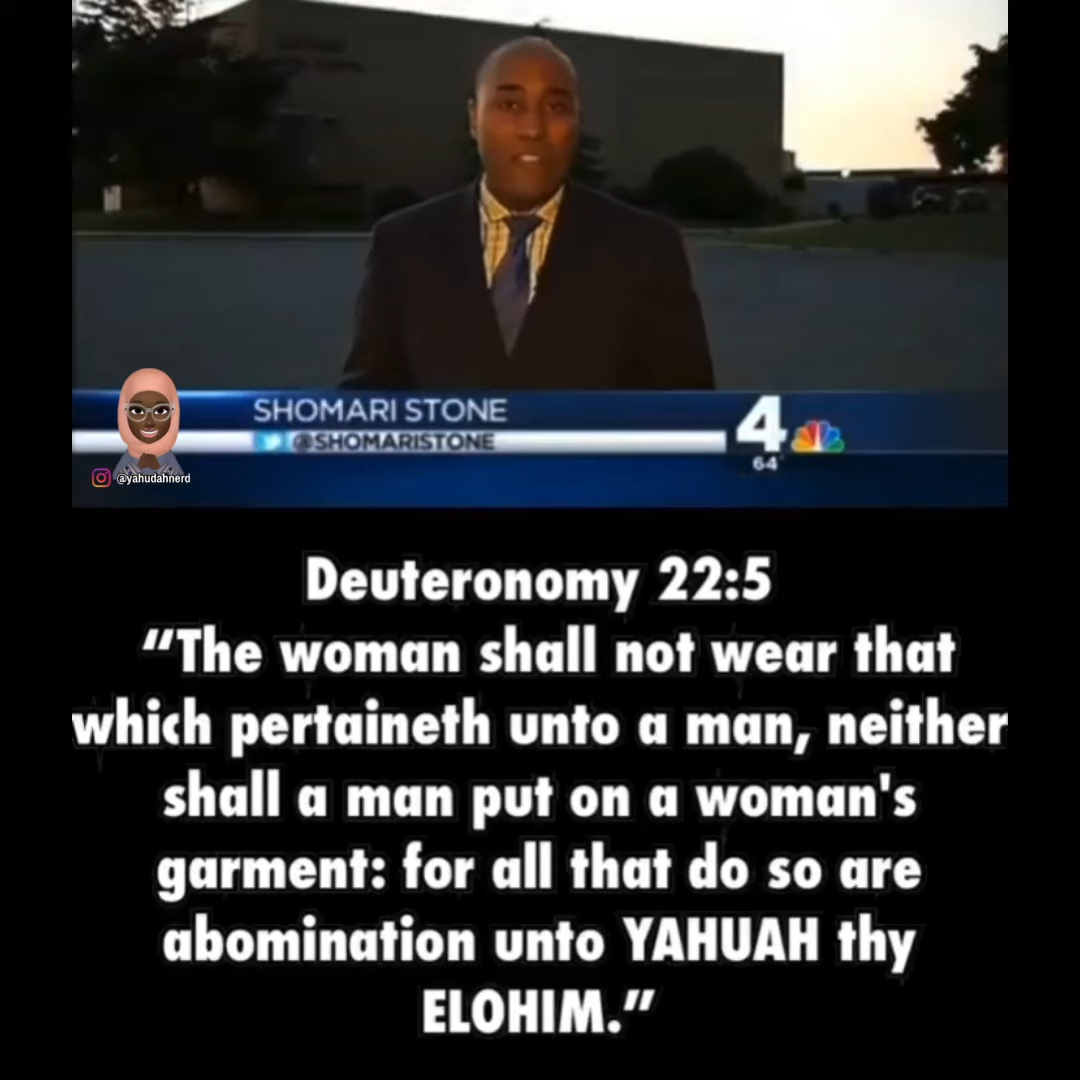 SHOMARI STONE
@SHOMARISTONE
4
64°
@yahudahnerd
Deuteronomy 22:5
“The woman shall not wear that
which pertaineth unto a man, neither
shall a man put on a woman's
garment: for all that do so are
abomination unto YAHUAH thy
ELOHIM.”